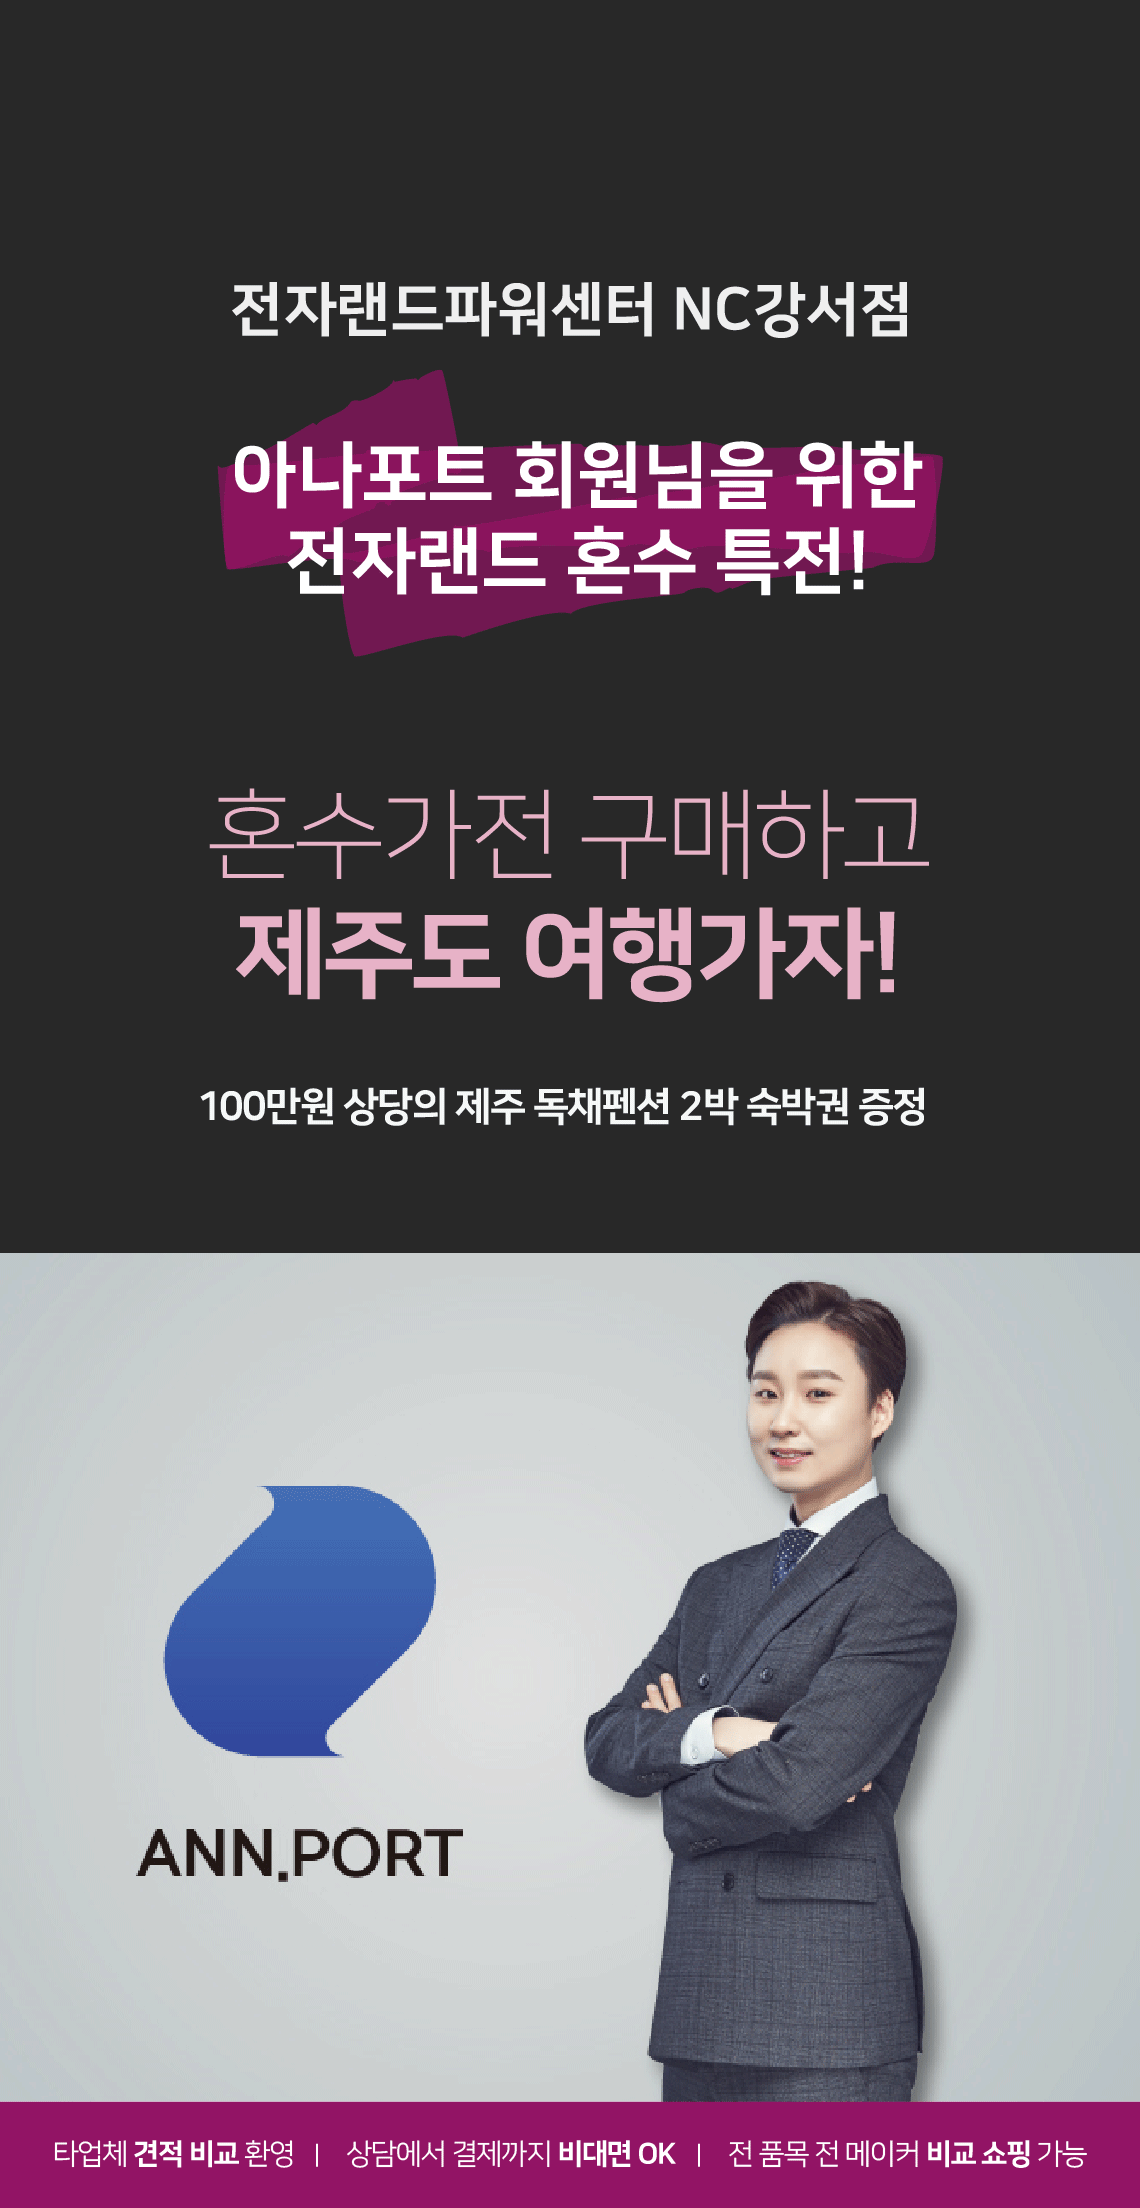 전자랜드파워센터 NC강서점
아나포트 회원님을 위한
전자랜드 혼수 특전!
혼수가전 구매하고
제주도 여행가자!
100만원 상당의 제주 독채펜션 2박 숙박권 증정
ANN.PORT
타업체 견적 비교 환영 | 상담에서 결제까지 비대면 OK | 전 품목 전 메이커 비교 쇼핑 가능